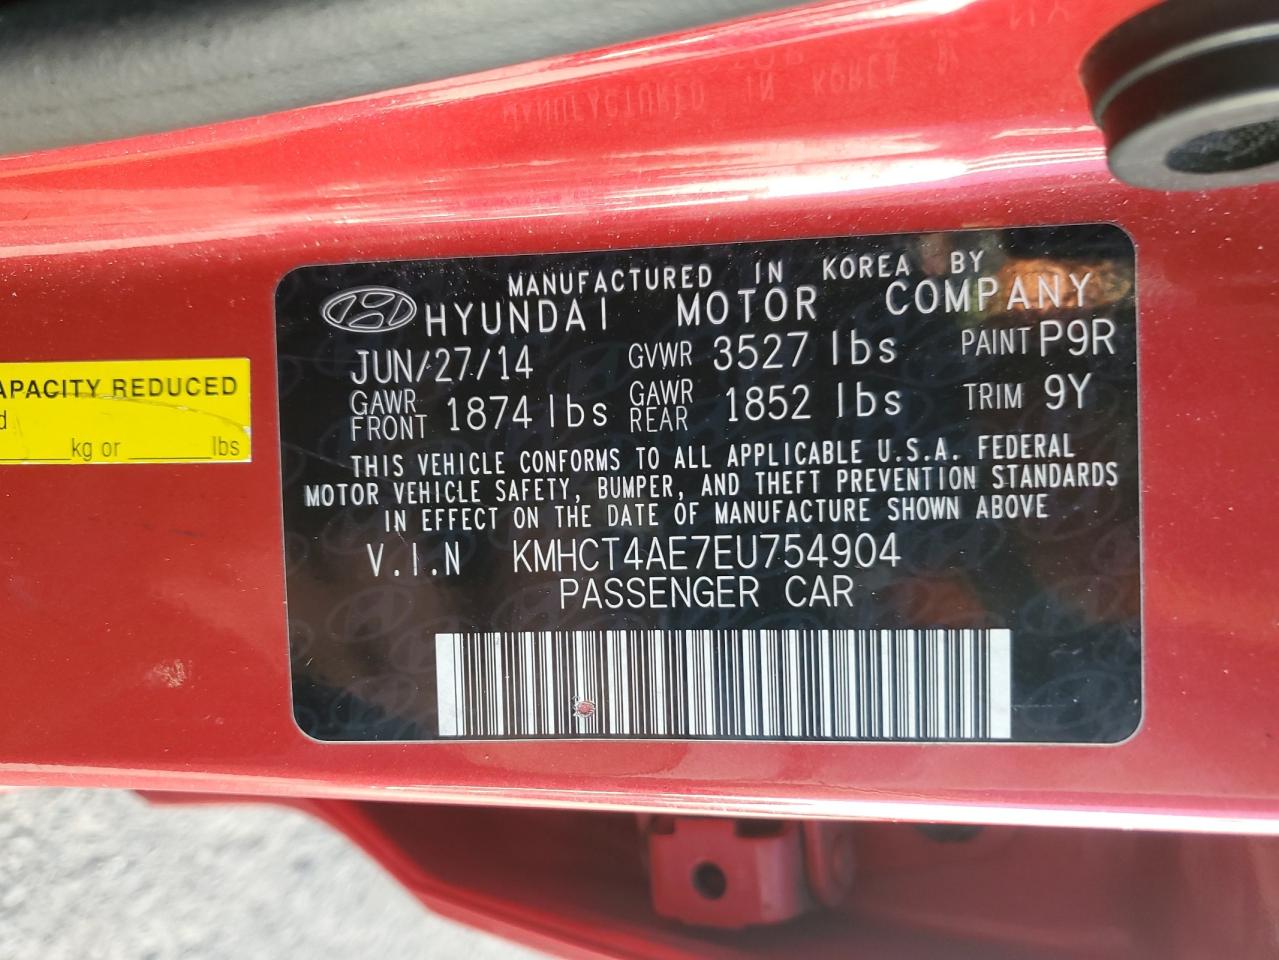 MANUFACTURED IN KOREA BY
HYUNDAI MOTOR COMPANY
JUN/27/14 GVWR 3527 lbs PAINT P9R
GAWR FRONT 1874 lbs GAWR REAR 1852 lbs TRIM 9Y
THIS VEHICLE CONFORMS TO ALL APPLICABLE U.S.A. FEDERAL
MOTOR VEHICLE SAFETY, BUMPER, AND THEFT PREVENTION STANDARDS
IN EFFECT ON THE DATE OF MANUFACTURE SHOWN ABOVE
V.I.N KMHCT4AE7EU754904
PASSENGER CAR
APACITY REDUCED
d
kg or lbs